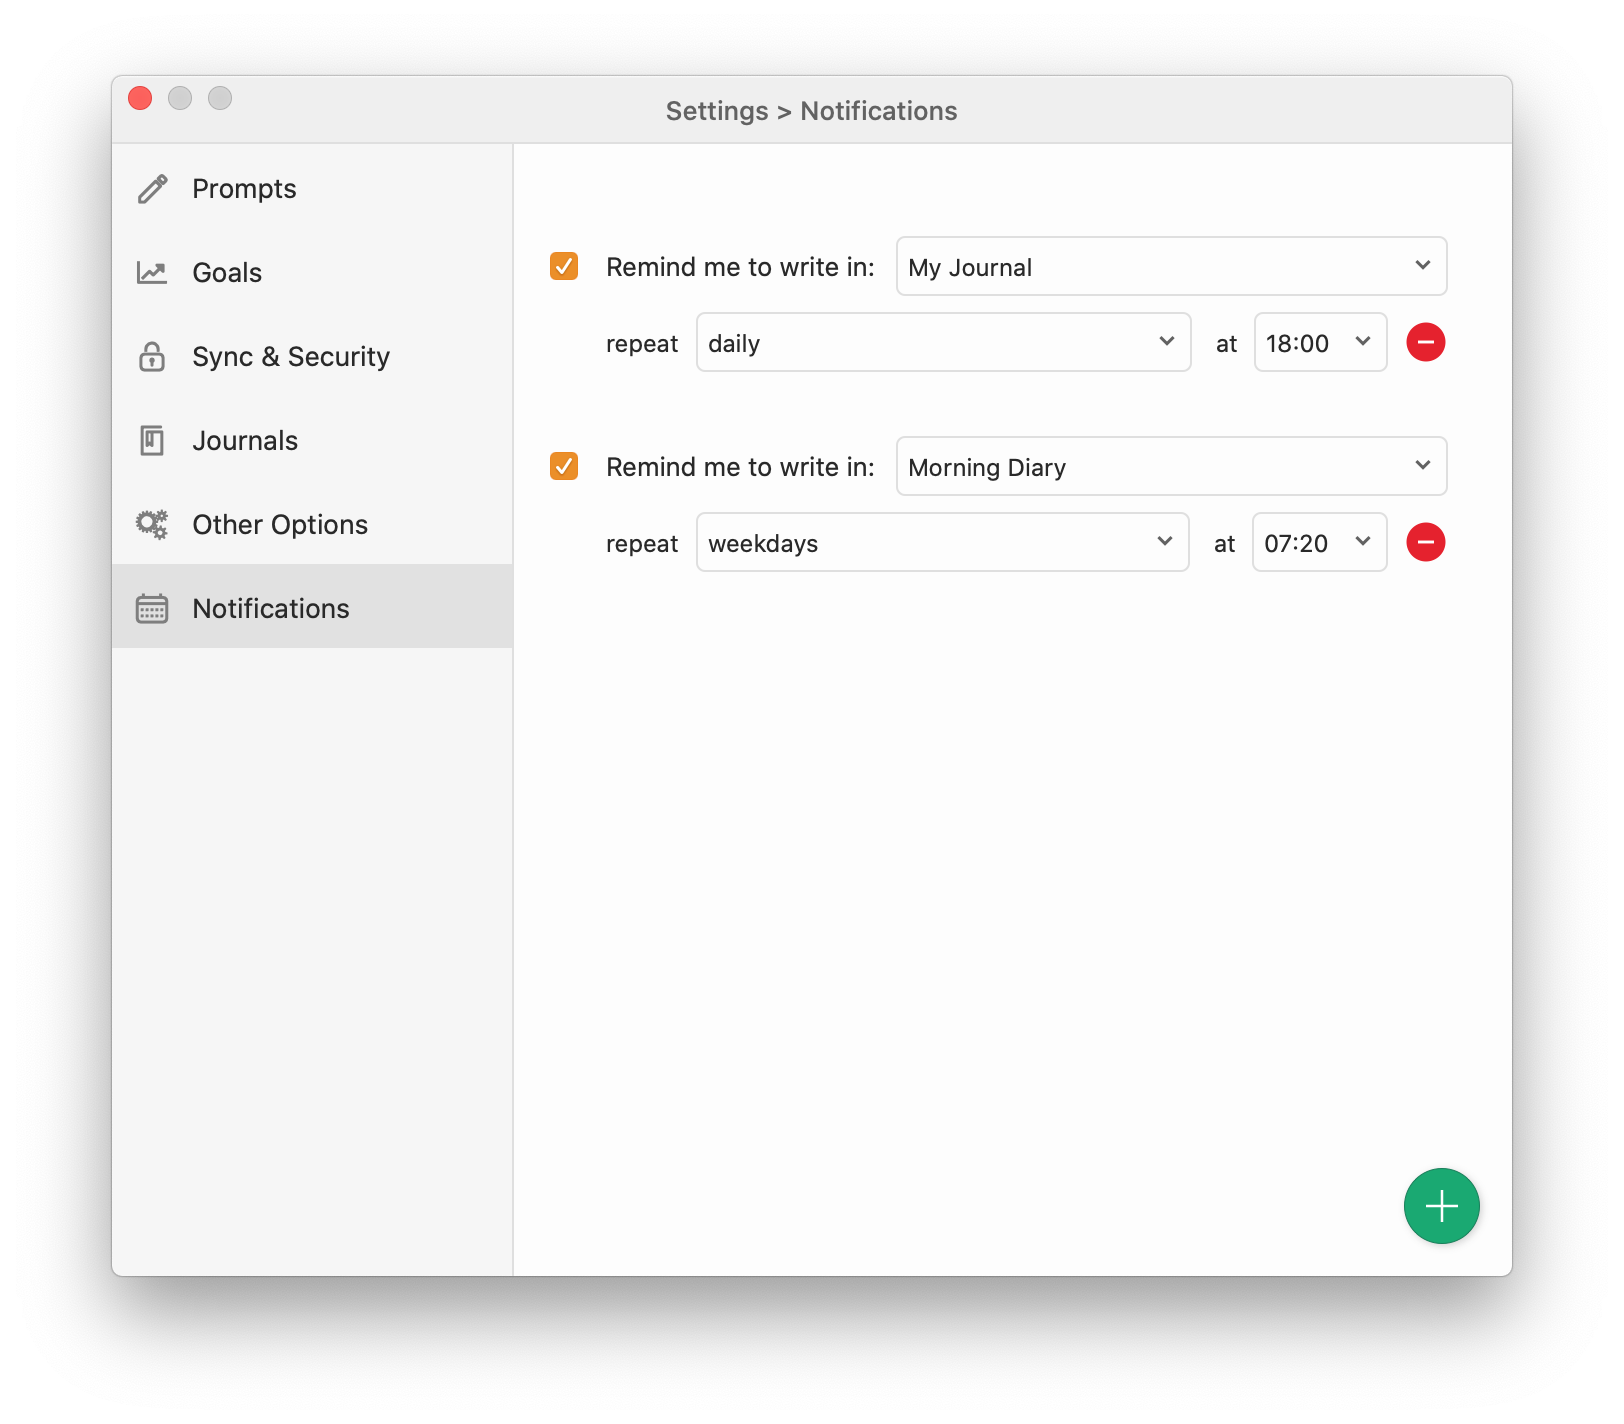 Settings > Notifications
Prompts
Goals
Sync & Security
Journals
Other Options
Notifications
Remind me to write in: My Journal
repeat daily at 18:00
Remind me to write in: Morning Diary
repeat weekdays at 07:20